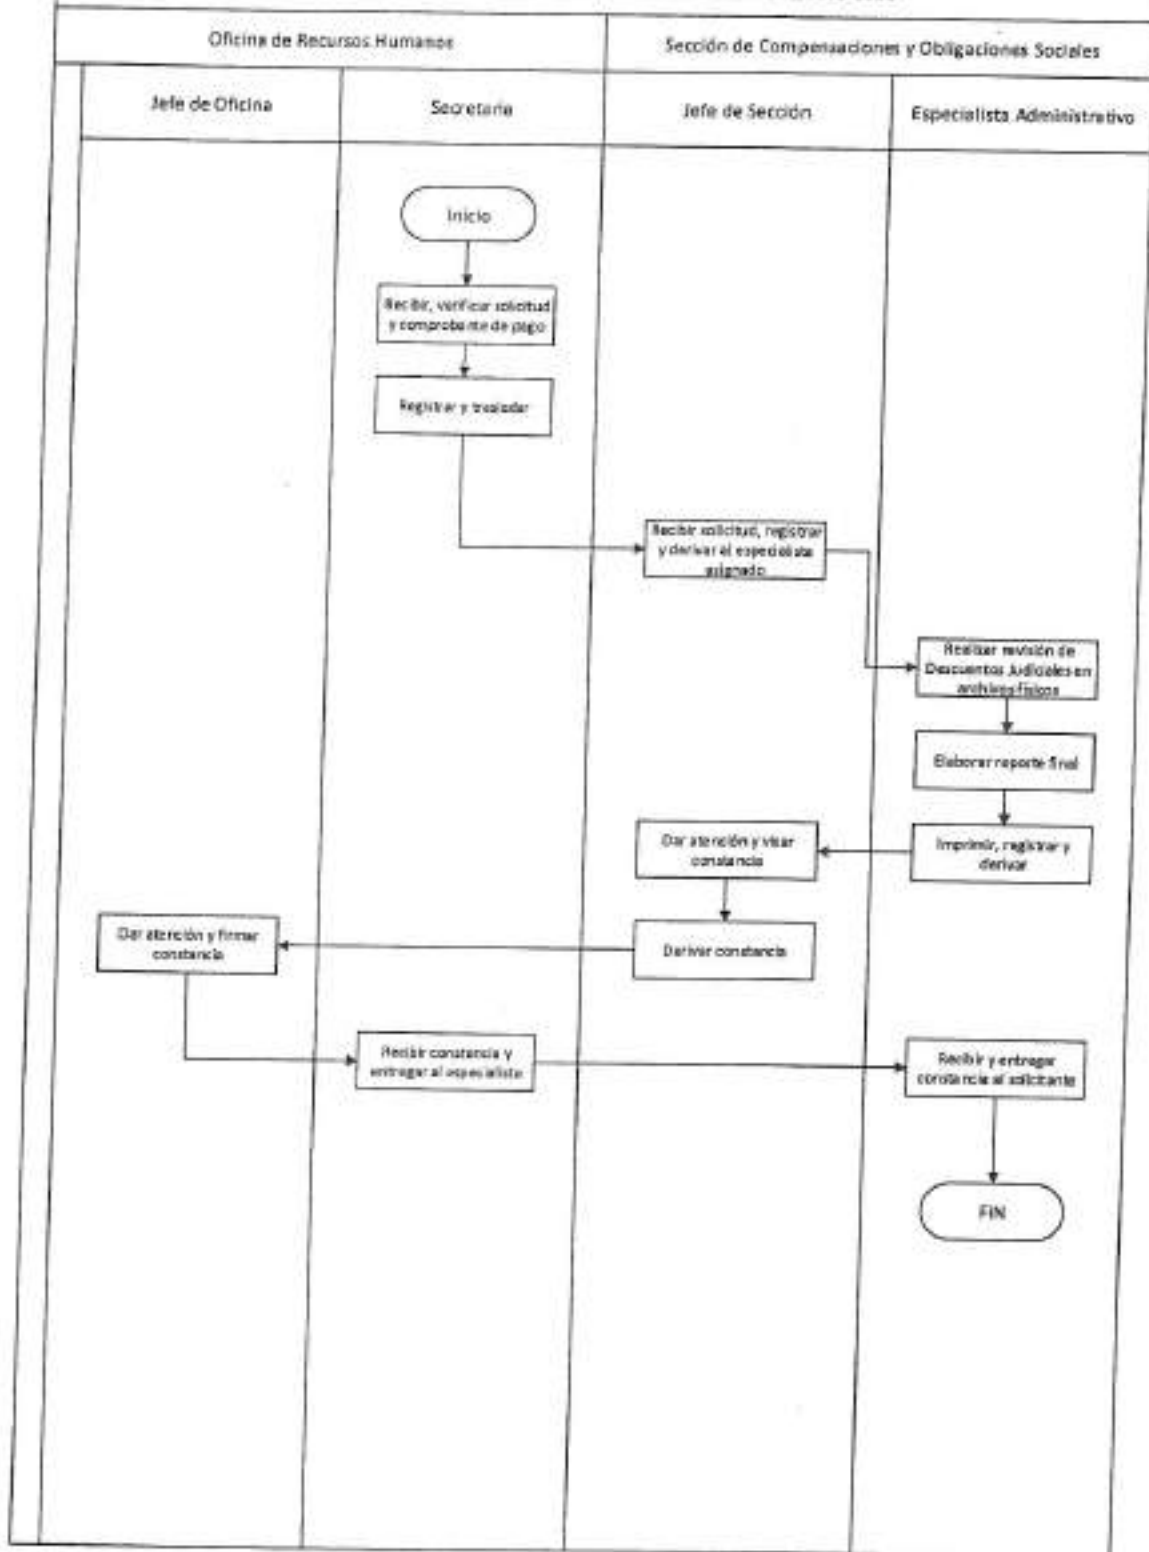 Oficina de Recursos Humanos
Sección de Compensaciones y Obligaciones Sociales
Jefe de Oficina
Secretaria
Jefe de Sección
Especialista Administrativo
Inicio
Recibir, verificar solicitud
y comprobante de pago
Registrar y trasladar
Recibir solicitud, registrar
y derivar al especialista
asignado
Realizar revisión de
Descuentos Judiciales en
archivos físicos
Elaborar reporte final
Imprimir, registrar y
derivar
Dar atención y visar
constancia
Derivar constancia
Dar atención y firmar
constancia
Recibir constancia y
entregar al especialista
Recibir y entregar
constancia al solicitante
FIN